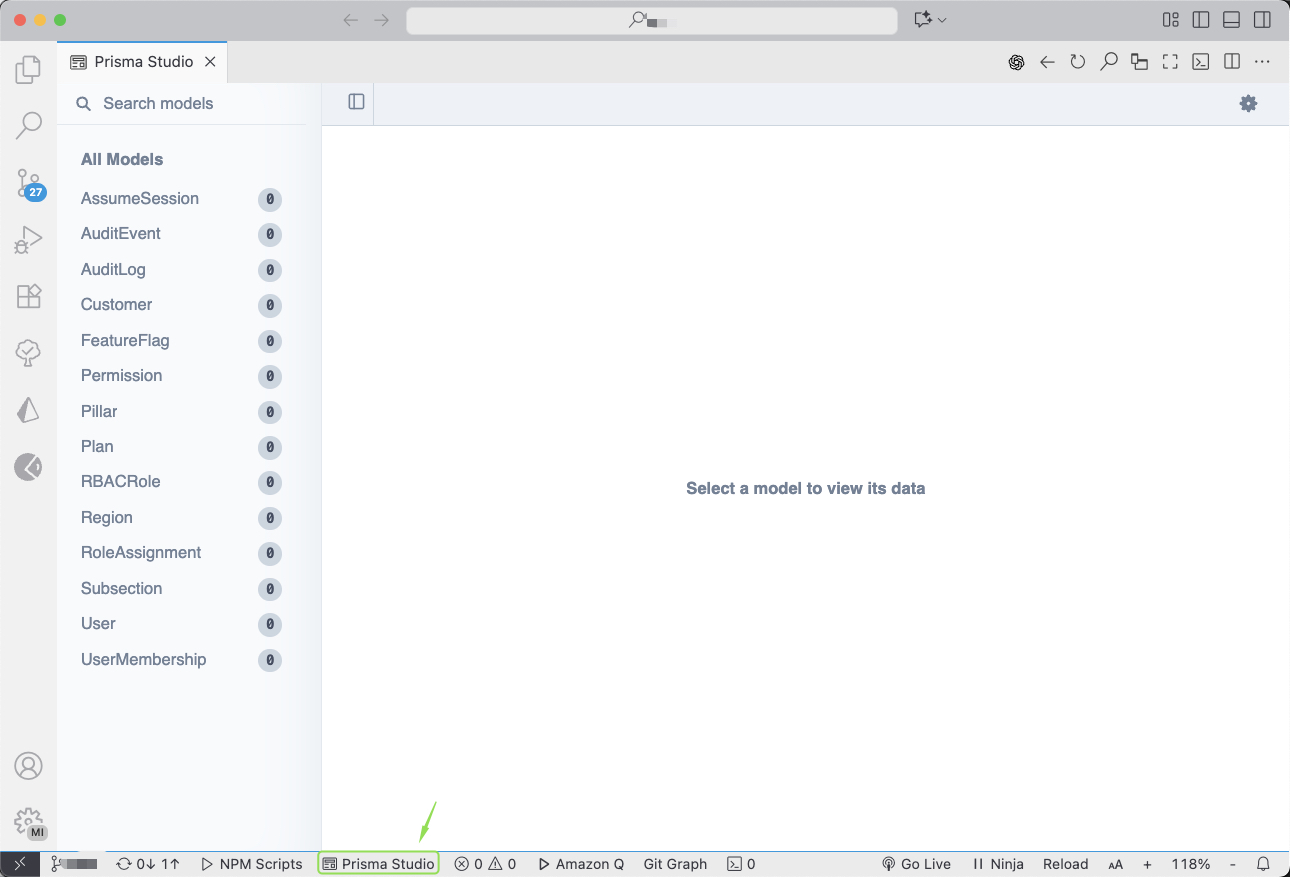 Prisma Studio
Search models
All Models
AssumeSession 0
AuditEvent 0
AuditLog 0
Customer 0
FeatureFlag 0
Permission 0
Pillar 0
Plan 0
RBACRole 0
Region 0
RoleAssignment 0
Subsection 0
User 0
UserMembership 0
27
Select a model to view its data
MI
0↓ 1↑ NPM Scripts Prisma Studio 0 0 Amazon Q Git Graph 0 Go Live Ninja Reload AA + 118% -